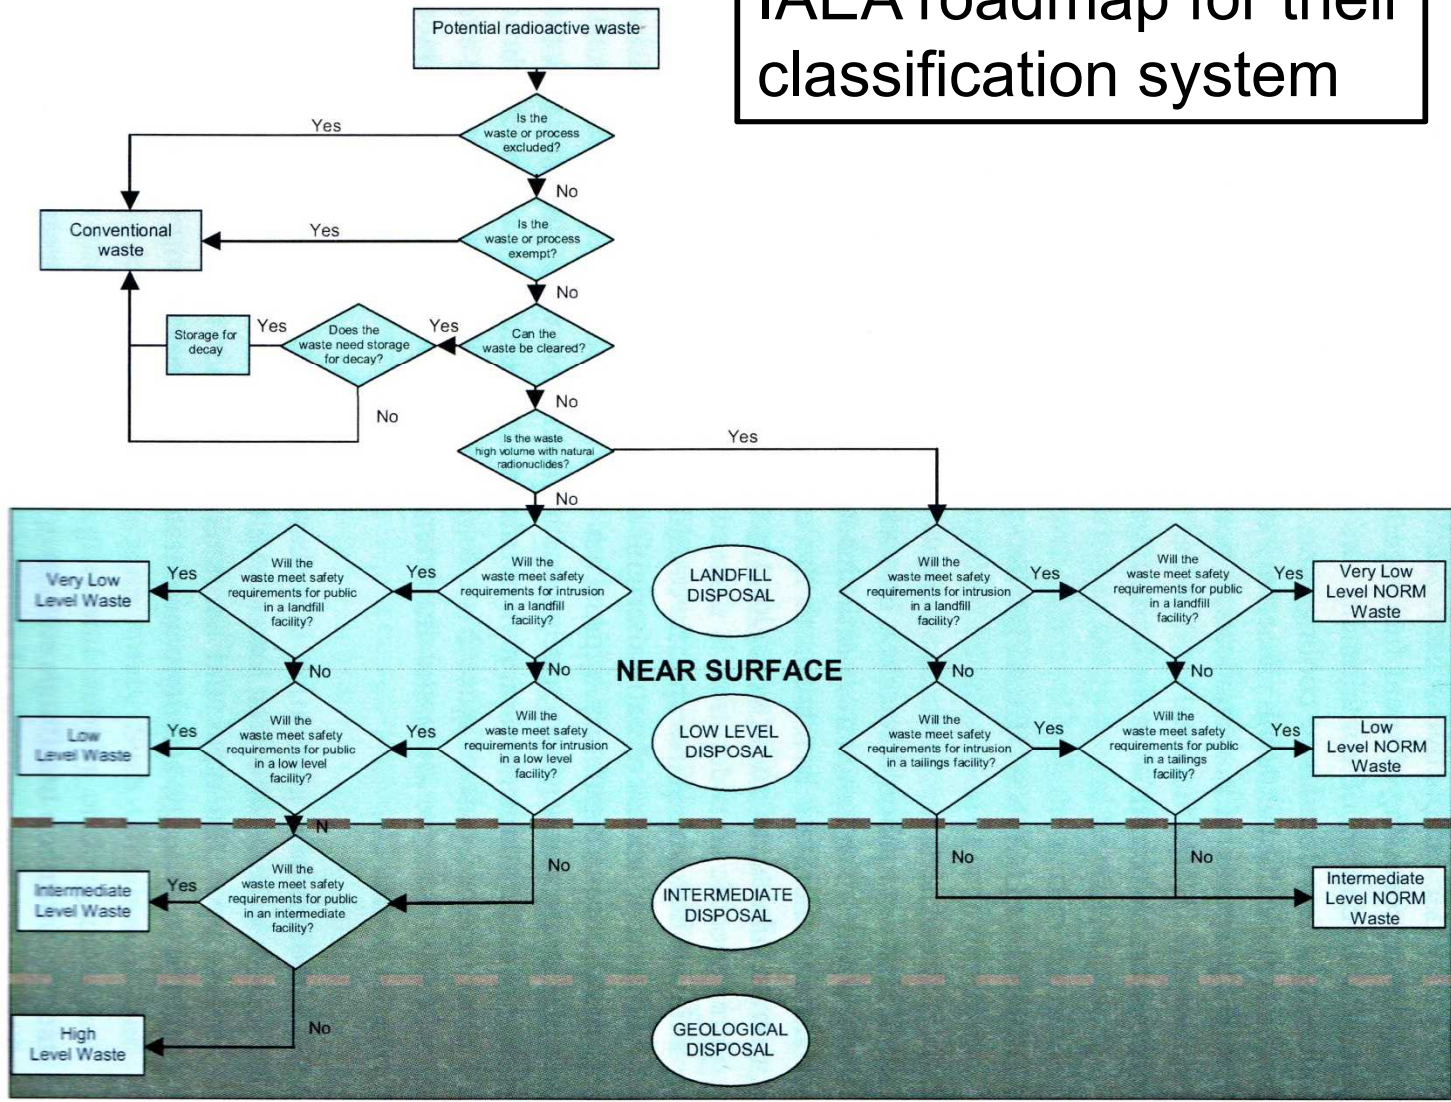 IAEA roadmap for their
classification system
Potential radioactive waste
Is the
waste or process
excluded?
Yes
No
Conventional
waste
Yes
Is the
waste or process
exempt?
No
Storage for
decay
Yes
Does the
waste need storage
for decay?
Yes
Can the
waste be cleared?
No
No
Is the waste
high volume with natural
radionuclides?
Yes
No
Very Low
Level Waste
Yes
Will the
waste meet safety
requirements for public
in a landfill
facility?
Yes
Will the
waste meet safety
requirements for intrusion
in a landfill
facility?
LANDFILL
DISPOSAL
Will the
waste meet safety
requirements for intrusion
in a landfill
facility?
Yes
Will the
waste meet safety
requirements for public
in a landfill
facility?
Yes
Very Low
Level NORM
Waste
No
No
NEAR SURFACE
No
No
Low
Level Waste
Yes
Will the
waste meet safety
requirements for public
in a low level
facility?
Yes
Will the
waste meet safety
requirements for intrusion
in a low level
facility?
LOW LEVEL
DISPOSAL
Will the
waste meet safety
requirements for intrusion
in a tailings facility?
Yes
Will the
waste meet safety
requirements for public
in a tailings
facility?
Yes
Low
Level NORM
Waste
N
No
No
No
Intermediate
Level Waste
Yes
Will the
waste meet safety
requirements for public
in an intermediate
facility?
INTERMEDIATE
DISPOSAL
Intermediate
Level NORM
Waste
No
High
Level Waste
GEOLOGICAL
DISPOSAL